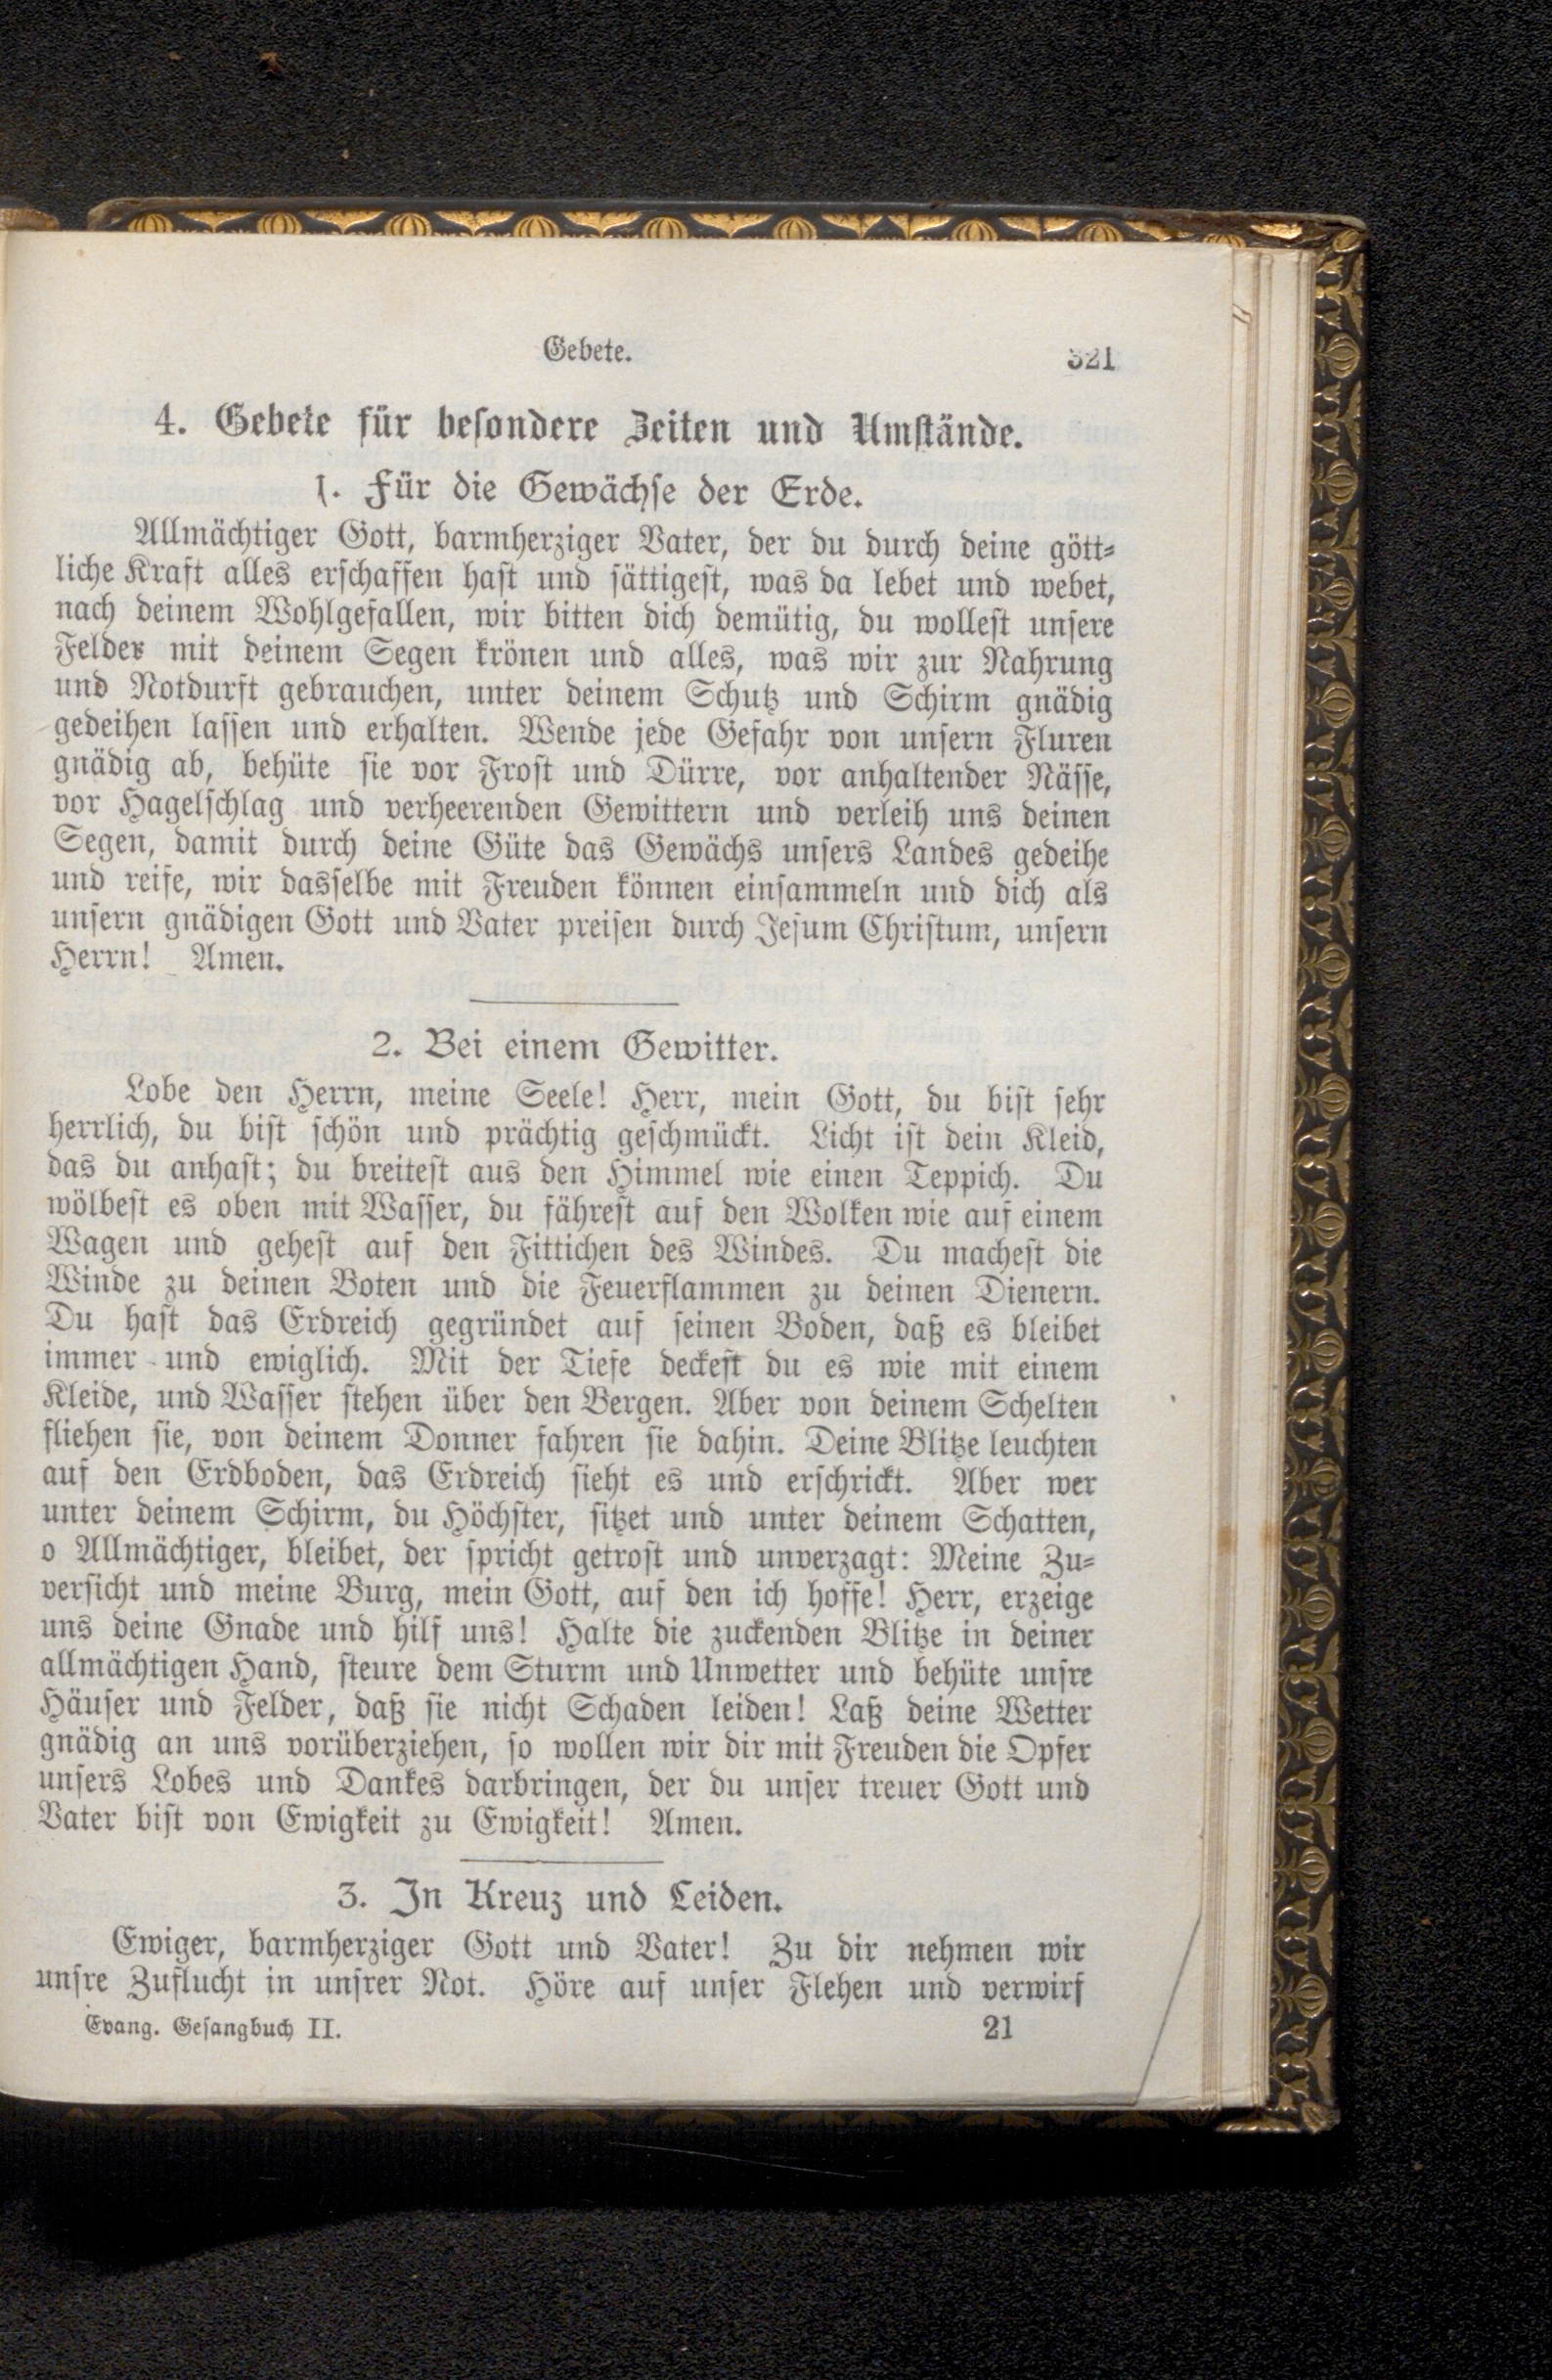 Gebete. 321
4. Gebete für beſondere Zeiten und Umſtände.
1. Für die Gewächſe der Erde.
Allmächtiger Gott, barmherziger Vater, der du durch deine gött-
liche Kraft alles erſchaffen haſt und ſättigeſt, was da lebet und webet,
nach deinem Wohlgefallen, wir bitten dich demütig, du wolleſt unſere
Felder mit deinem Segen krönen und alles, was wir zur Nahrung
und Notdurft gebrauchen, unter deinem Schutz und Schirm gnädig
gedeihen laſſen und erhalten. Wende jede Gefahr von unſern Fluren
gnädig ab, behüte ſie vor Froſt und Dürre, vor anhaltender Näſſe,
vor Hagelſchlag und verheerenden Gewittern und verleih uns deinen
Segen, damit durch deine Güte das Gewächs unſers Landes gedeihe
und reife, wir dasſelbe mit Freuden können einſammeln und dich als
unſern gnädigen Gott und Vater preiſen durch Jeſum Chriſtum, unſern
Herrn! Amen.
2. Bei einem Gewitter.
Lobe den Herrn, meine Seele! Herr, mein Gott, du biſt ſehr
herrlich, du biſt ſchön und prächtig geſchmückt. Licht iſt dein Kleid,
das du anhaſt; du breiteſt aus den Himmel wie einen Teppich. Du
wölbeſt es oben mit Waſſer, du fähreſt auf den Wolken wie auf einem
Wagen und geheſt auf den Fittichen des Windes. Du macheſt die
Winde zu deinen Boten und die Feuerflammen zu deinen Dienern.
Du haſt das Erdreich gegründet auf ſeinen Boden, daß es bleibet
immer und ewiglich. Mit der Tiefe deckeſt du es wie mit einem
Kleide, und Waſſer ſtehen über den Bergen. Aber von deinem Schelten
fliehen ſie, von deinem Donner fahren ſie dahin. Deine Blitze leuchten
auf den Erdboden, das Erdreich ſieht es und erſchrickt. Aber wer
unter deinem Schirm, du Höchſter, ſitzet und unter deinem Schatten,
o Allmächtiger, bleibet, der ſpricht getroſt und unverzagt: Meine Zu-
verſicht und meine Burg, mein Gott, auf den ich hoffe! Herr, erzeige
uns deine Gnade und hilf uns! Halte die zuckenden Blitze in deiner
allmächtigen Hand, ſteure dem Sturm und Unwetter und behüte unſre
Häuſer und Felder, daß ſie nicht Schaden leiden! Laß deine Wetter
gnädig an uns vorüberziehen, ſo wollen wir dir mit Freuden die Opfer
unſers Lobes und Dankes darbringen, der du unſer treuer Gott und
Vater biſt von Ewigkeit zu Ewigkeit! Amen.
3. In Kreuz und Leiden.
Ewiger, barmherziger Gott und Vater! Zu dir nehmen wir
unſre Zuflucht in unſrer Not. Höre auf unſer Flehen und verwirf
Evang. Geſangbuch II. 21